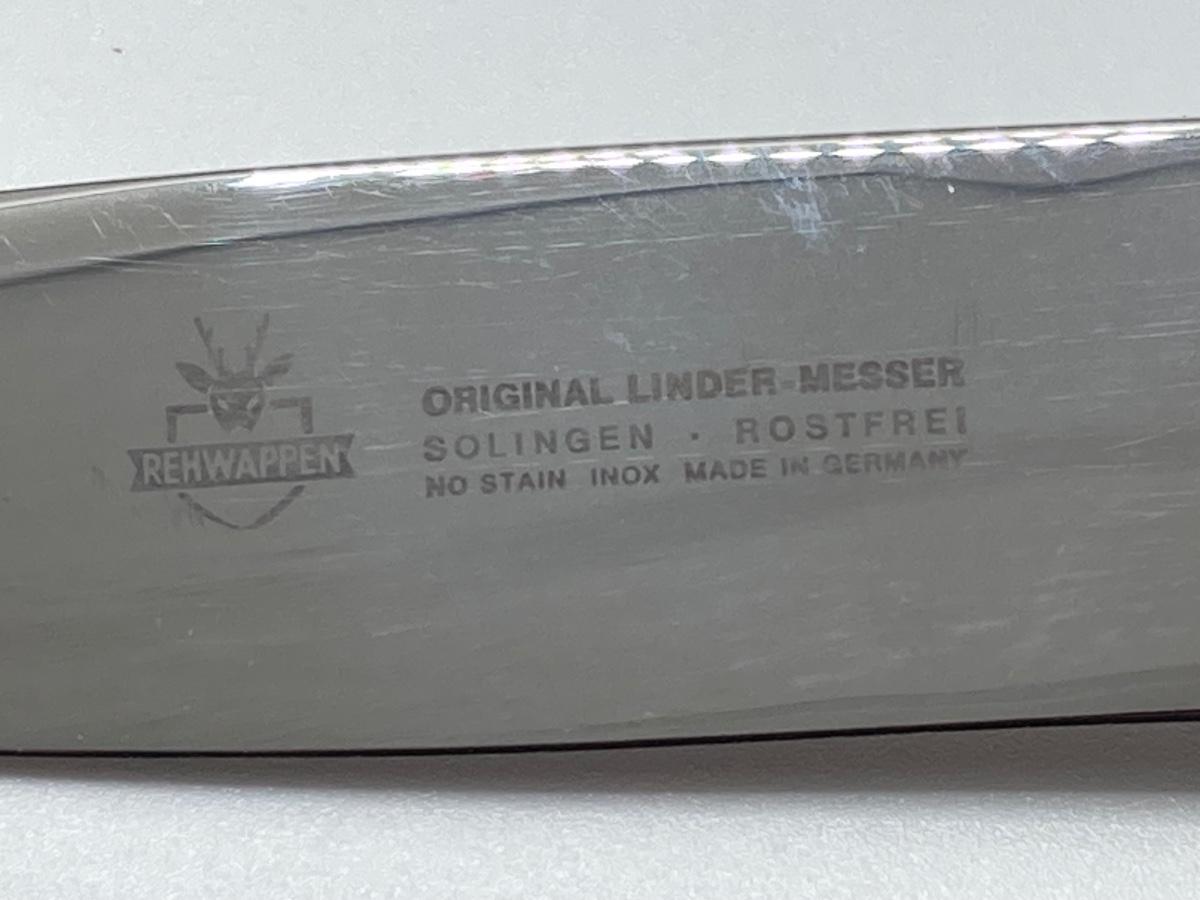 REHWAPPEN
ORIGINAL LINDER-MESSER
SOLINGEN · ROSTFREI
NO STAIN INOX MADE IN GERMANY